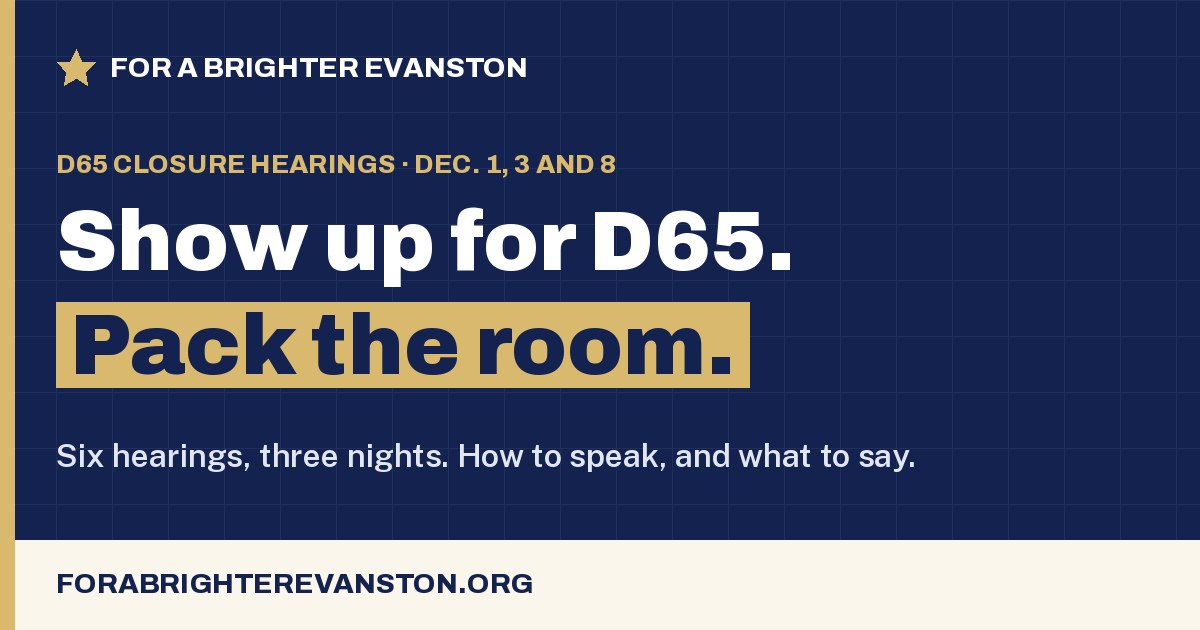 FOR A BRIGHTER EVANSTON
D65 CLOSURE HEARINGS · DEC. 1, 3 AND 8
Show up for D65.
Pack the room.
Six hearings, three nights. How to speak, and what to say.
FORABRIGHTEREVANSTON.ORG